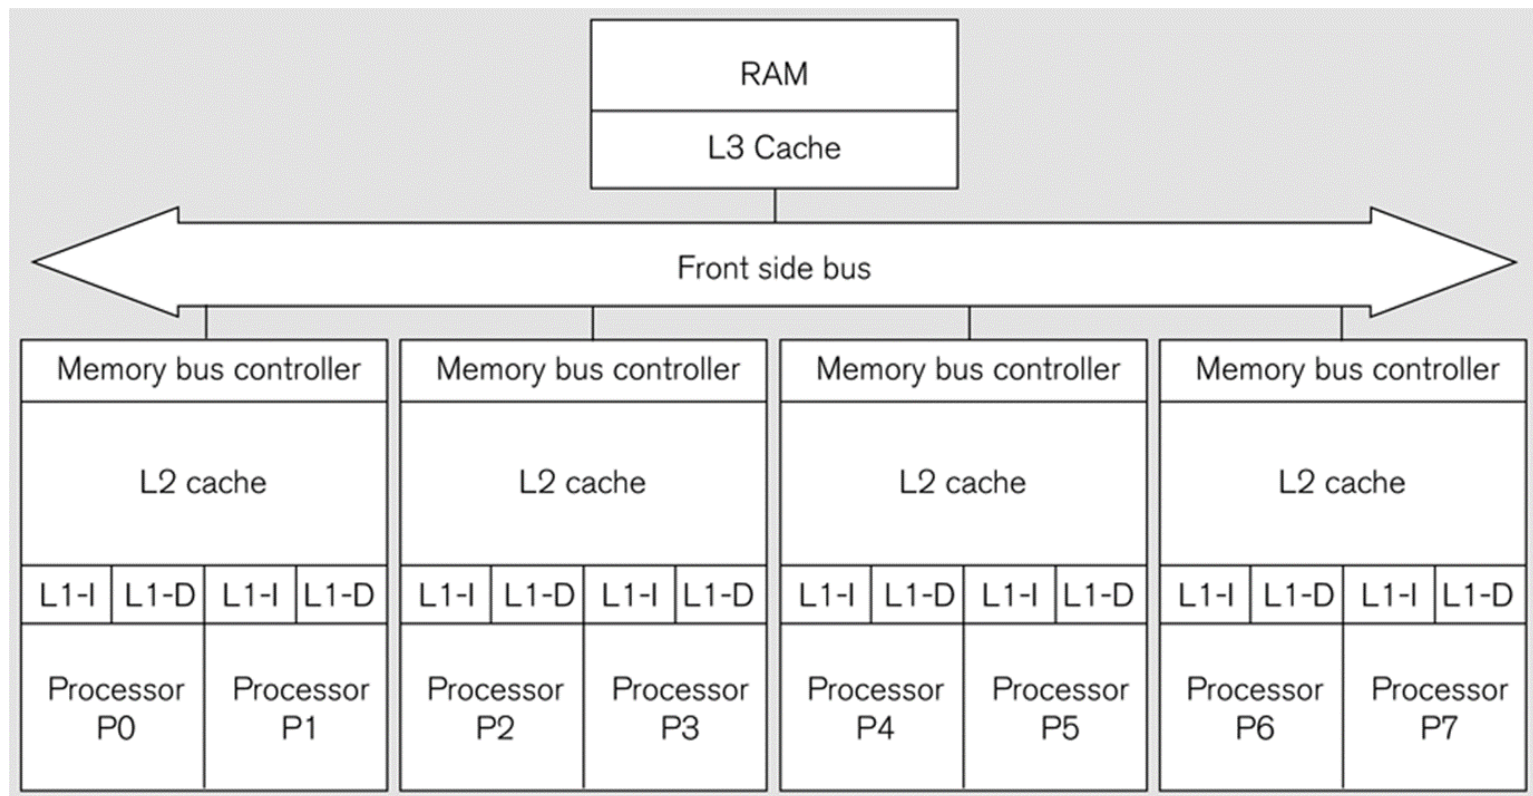 RAM
L3 Cache
Front side bus
Memory bus controller
Memory bus controller
Memory bus controller
Memory bus controller
L2 cache
L2 cache
L2 cache
L2 cache
L1-I L1-D L1-I L1-D
L1-I L1-D L1-I L1-D
L1-I L1-D L1-I L1-D
L1-I L1-D L1-I L1-D
Processor
P0
Processor
P1
Processor
P2
Processor
P3
Processor
P4
Processor
P5
Processor
P6
Processor
P7